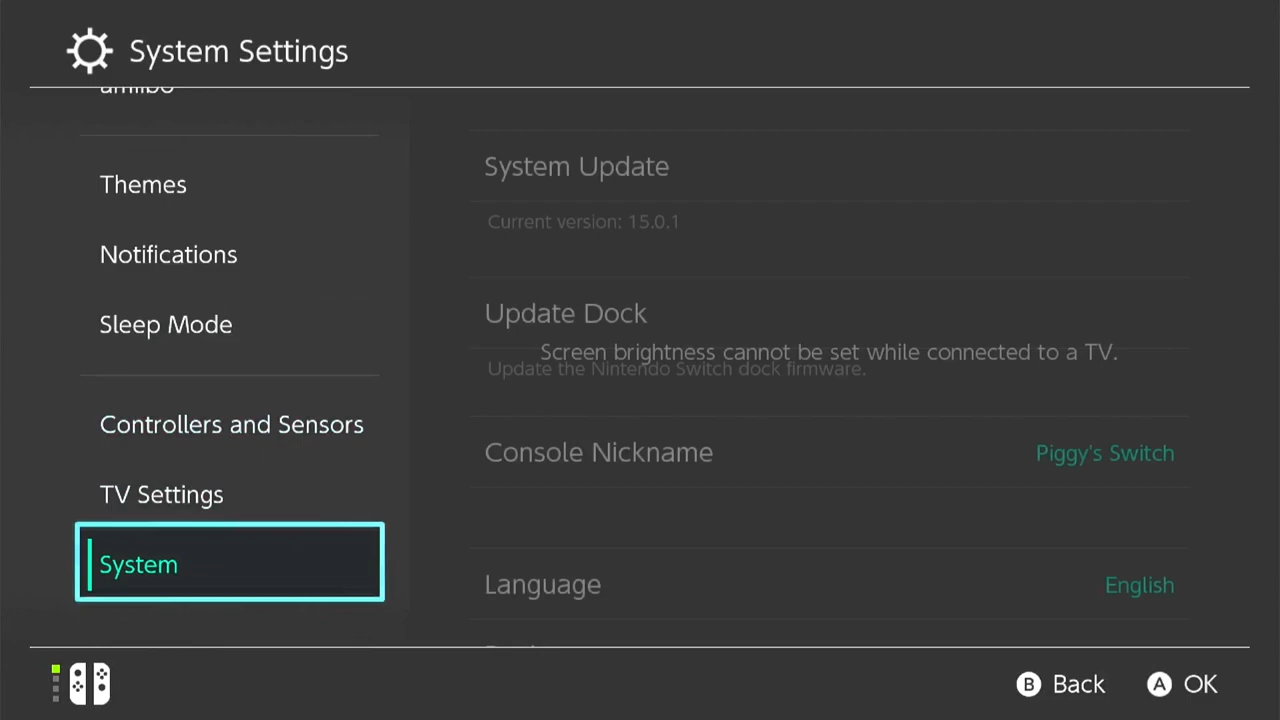 System Settings
amiibo
Themes
Notifications
Sleep Mode
Controllers and Sensors
TV Settings
System
System Update
Current version: 15.0.1
Update Dock
Screen brightness cannot be set while connected to a TV.
Update the Nintendo Switch dock firmware.
Console Nickname
Piggy's Switch
Language
English
B Back
A OK